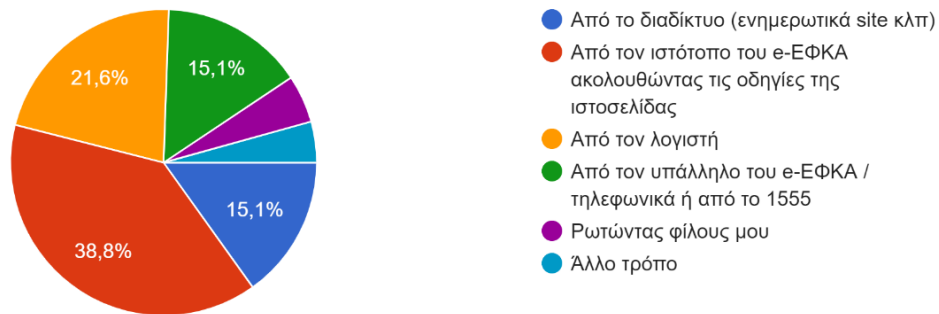 21,6%
15,1%
15,1%
38,8%
Από το διαδίκτυο (ενημερωτικά site κλπ)
Από τον ιστότοπο του e-ΕΦΚΑ
ακολουθώντας τις οδηγίες της
ιστοσελίδας
Από τον λογιστή
Από τον υπάλληλο του e-ΕΦΚΑ /
τηλεφωνικά ή από το 1555
Ρωτώντας φίλους μου
Άλλο τρόπο